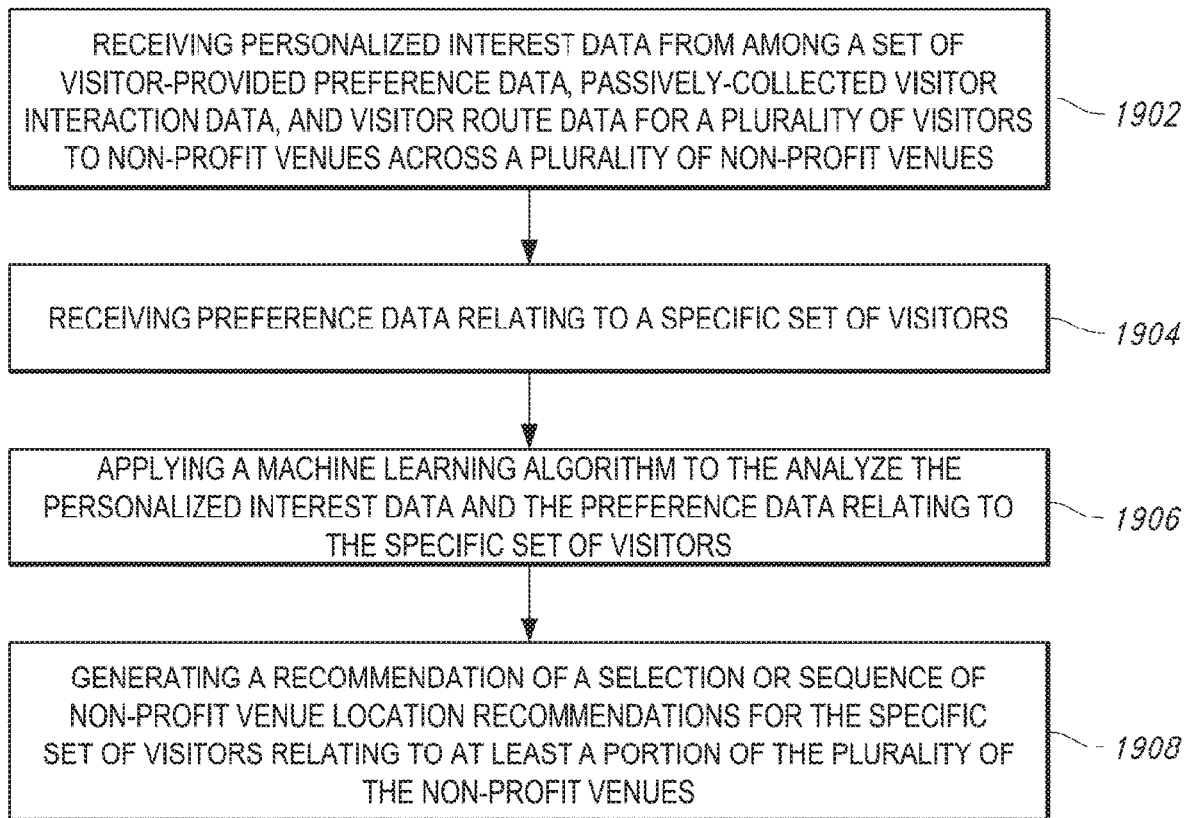 RECEIVING PERSONALIZED INTEREST DATA FROM AMONG A SET OF
VISITOR-PROVIDED PREFERENCE DATA, PASSIVELY-COLLECTED VISITOR
INTERACTION DATA, AND VISITOR ROUTE DATA FOR A PLURALITY OF VISITORS
TO NON-PROFIT VENUES ACROSS A PLURALITY OF NON-PROFIT VENUES
1902
RECEIVING PREFERENCE DATA RELATING TO A SPECIFIC SET OF VISITORS
1904
APPLYING A MACHINE LEARNING ALGORITHM TO THE ANALYZE THE
PERSONALIZED INTEREST DATA AND THE PREFERENCE DATA RELATING TO
THE SPECIFIC SET OF VISITORS
1906
GENERATING A RECOMMENDATION OF A SELECTION OR SEQUENCE OF
NON-PROFIT VENUE LOCATION RECOMMENDATIONS FOR THE SPECIFIC
SET OF VISITORS RELATING TO AT LEAST A PORTION OF THE PLURALITY OF
THE NON-PROFIT VENUES
1908